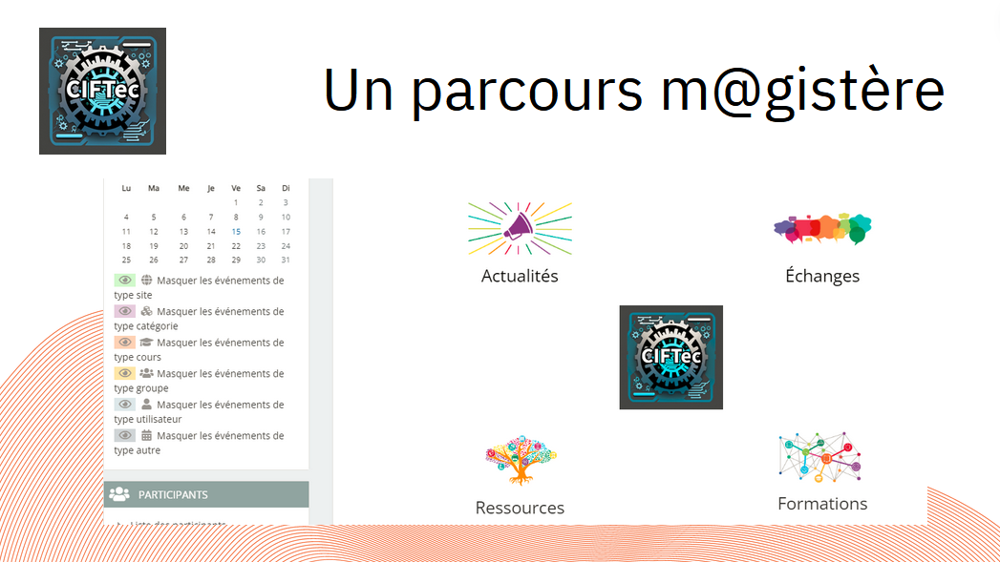 CIFTec
Un parcours m@gistère
Lu Ma Me Je Ve Sa Di
1 2 3
4 5 6 7 8 9 10
11 12 13 14 15 16 17
18 19 20 21 22 23 24
25 26 27 28 29 30 31
Masquer les événements de
type site
Masquer les événements de
type catégorie
Masquer les événements de
type cours
Masquer les événements de
type groupe
Masquer les événements de
type utilisateur
Masquer les événements de
type autre
PARTICIPANTS
Liste des participants
Actualités
Échanges
CIFTec
Ressources
Formations